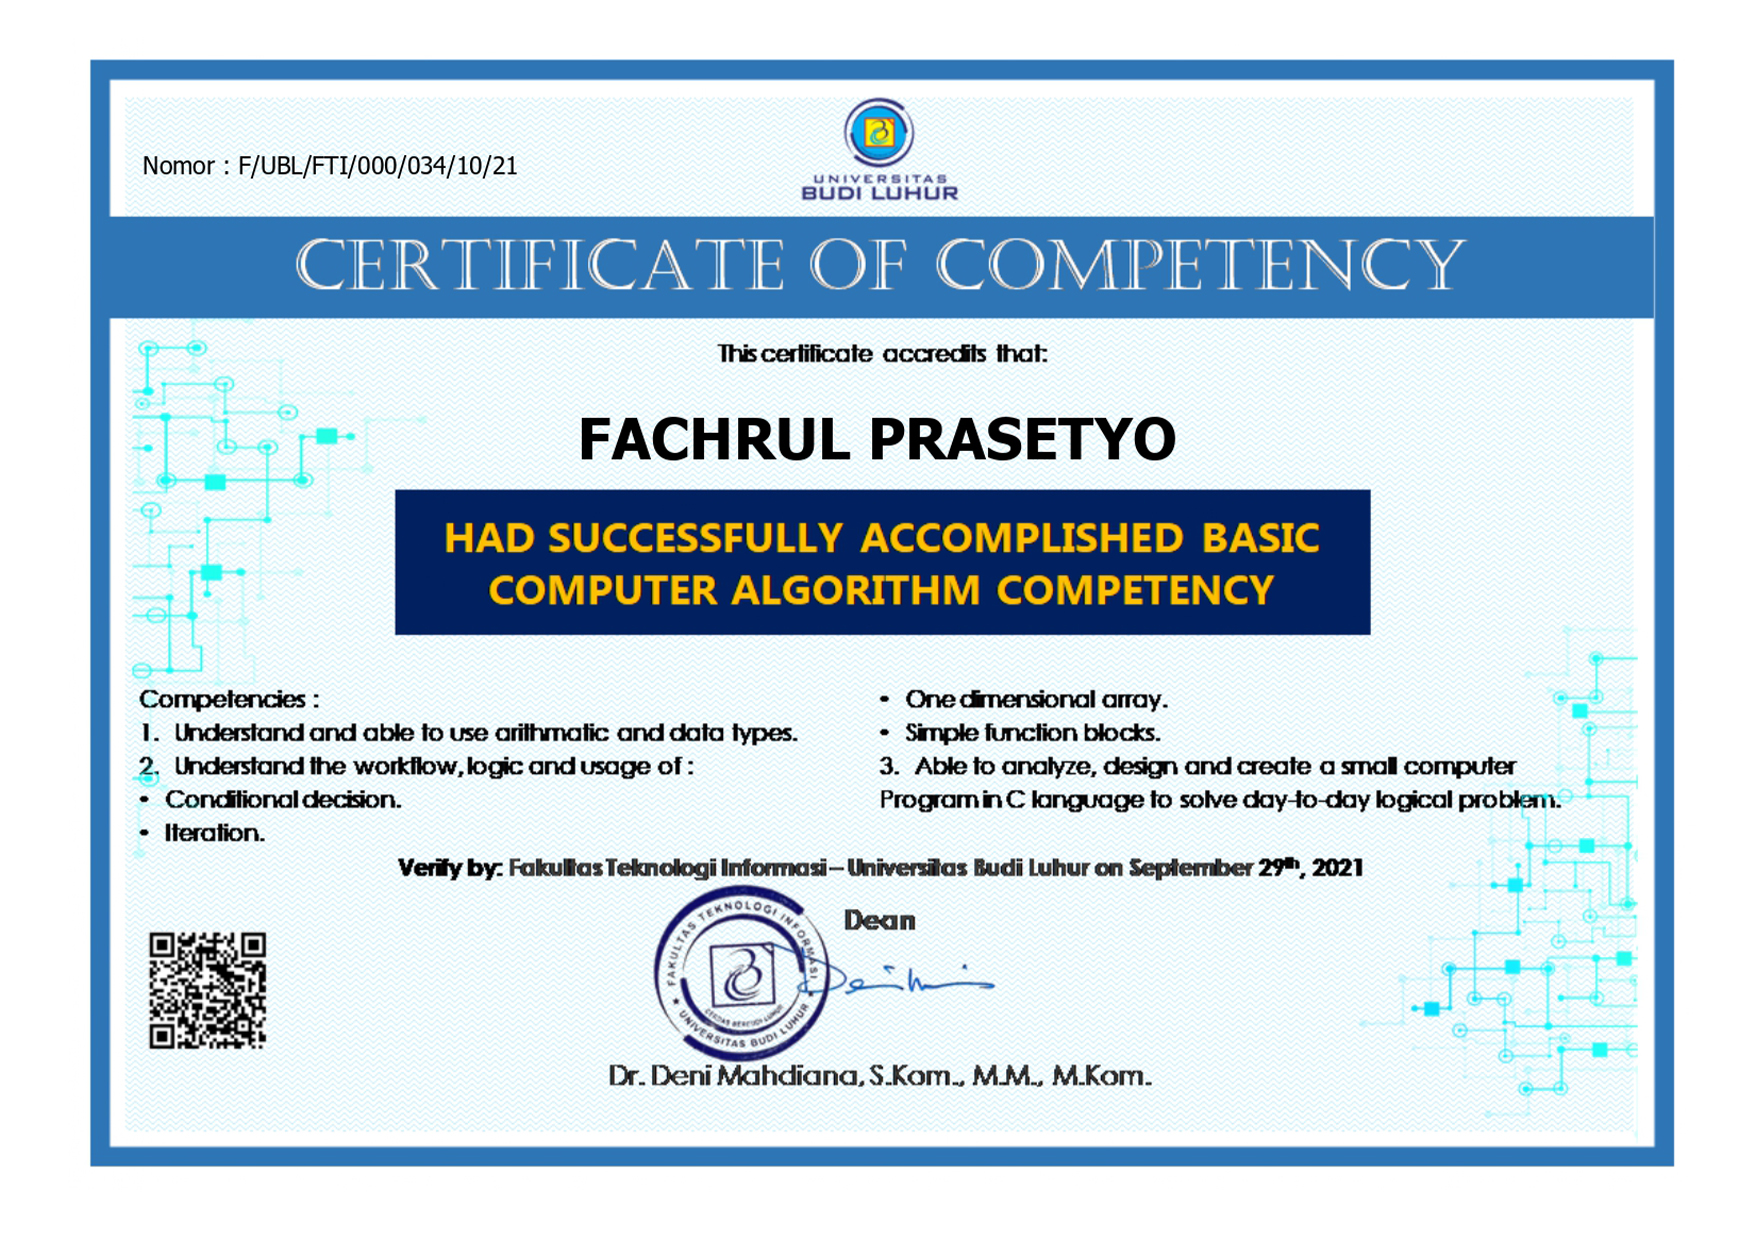 Nomor : F/UBL/FTI/000/034/10/21
UNIVERSITAS
BUDI LUHUR
CERTIFICATE OF COMPETENCY
This certificate accredits that:
FACHRUL PRASETYO
HAD SUCCESSFULLY ACCOMPLISHED BASIC
COMPUTER ALGORITHM COMPETENCY
Competencies :
1. Understand and able to use arithmatic and data types.
2. Understand the workflow, logic and usage of :
• Conditional decision.
• Iteration.
• One dimensional array.
• Simple function blocks.
3. Able to analyze, design and create a small computer
Program in C language to solve day-to-day logical problem.
Verify by: Fakultas Teknologi Informasi – Universitas Budi Luhur on September 29th, 2021
Dean
FAKULTAS TEKNOLOGI INFORMASI
CERDAS BERBUDI LUHUR
★ UNIVERSITAS BUDI LUHUR ★
Dr. Deni Mahdiana, S.Kom., M.M., M.Kom.